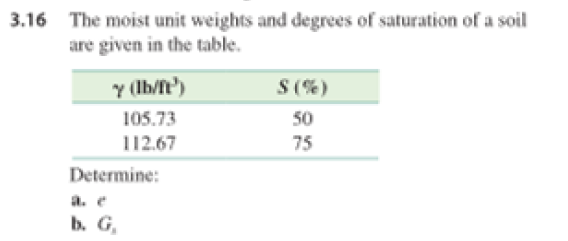 3.16 The moist unit weights and degrees of saturation of a soil
are given in the table.
γ (lb/ft³) S (%)
105.73 50
112.67 75
Determine:
a. e
b. Gₛ